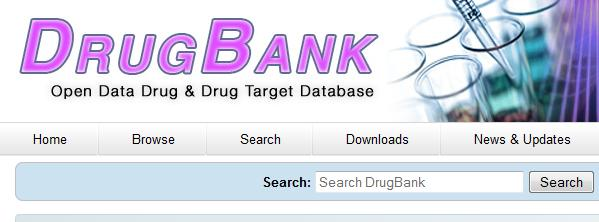 DRUGBANK
Open Data Drug & Drug Target Database
Home Browse Search Downloads News & Updates
Search: Search DrugBank Search